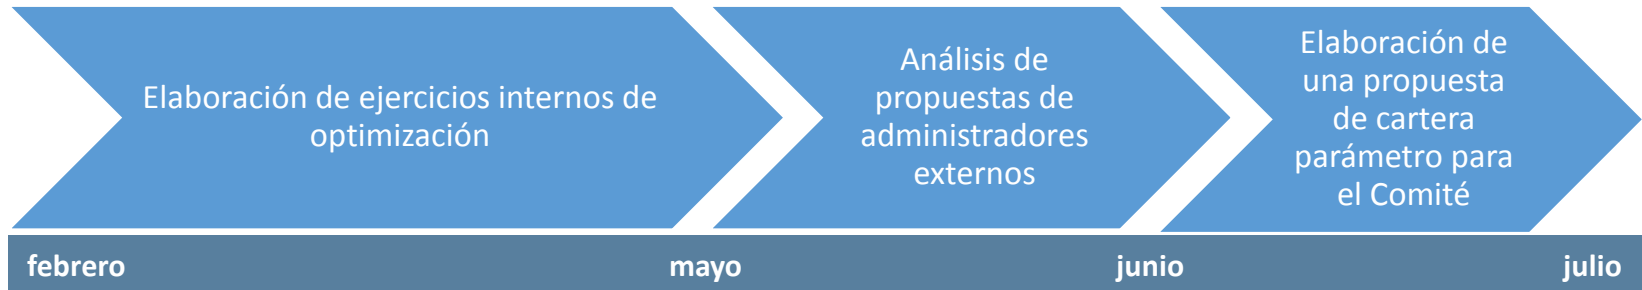 Elaboración de ejercicios internos de
optimización
Análisis de
propuestas de
administradores
externos
Elaboración de
una propuesta
de cartera
parámetro para
el Comité
febrero
mayo
junio
julio